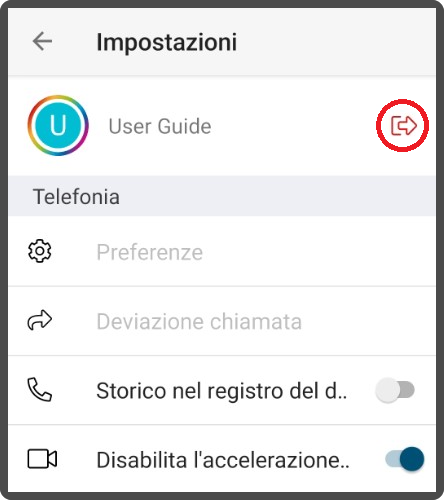 Impostazioni
U
User Guide
Telefonia
Preferenze
Deviazione chiamata
Storico nel registro del d..
Disabilita l'accelerazione..